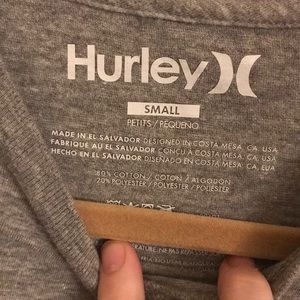 Hurley
SMALL
PETITS / PEQUENO
MADE IN EL SALVADOR DESIGNED IN COSTA MESA, CA, USA
FABRIQUE AU EL SALVADOR CONCU A COSTA MESA, CA, USA
HECHO EN EL SALVADOR DISEÑADO EN COSTA MESA, CA, EUA
80% COTTON / COTON / ALGODON
20% POLYESTER / POLYESTER / POLIESTER